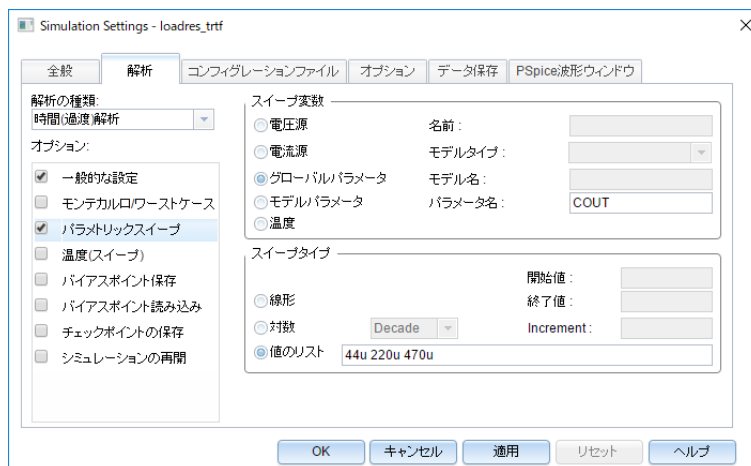 Simulation Settings - loadres_trtf
全般 解析 コンフィグレーションファイル オプション データ保存 PSpice波形ウィンドウ
解析の種類:
時間(過渡)解析
オプション:
一般的な設定
モンテカルロ/ワーストケース
パラメトリックスイープ
温度(スイープ)
バイアスポイント保存
バイアスポイント読み込み
チェックポイントの保存
シミュレーションの再開
スイープ変数
電圧源 名前 :
電流源 モデルタイプ :
グローバルパラメータ モデル名 :
モデルパラメータ パラメータ名 : COUT
温度
スイープタイプ
開始値 :
線形 終了値 :
対数 Decade Increment :
値のリスト 44u 220u 470u
OK キャンセル 適用 リセット ヘルプ